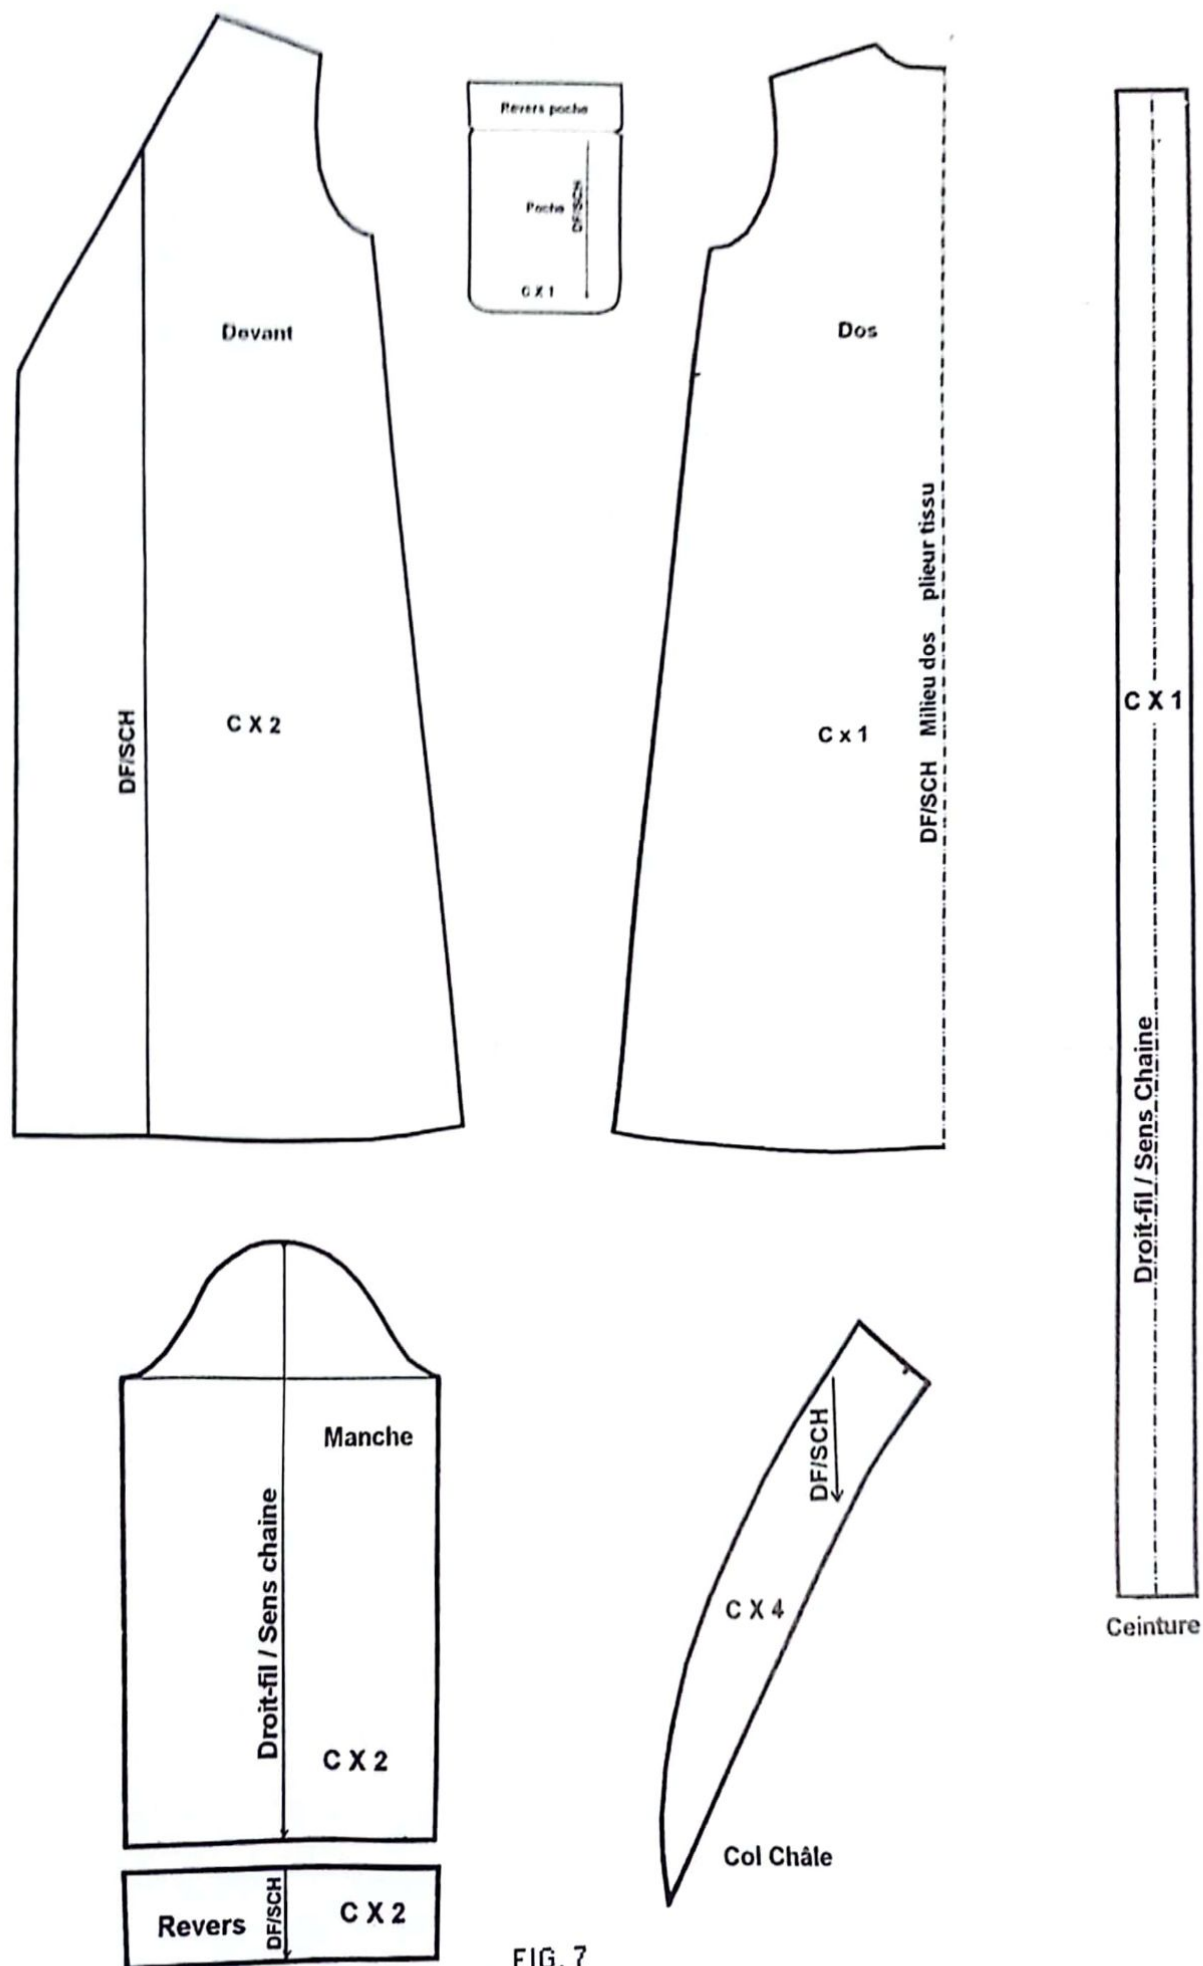 Revers poche
Poche
DF/SCH
C X 1
Devant
DF/SCH
C X 2
Dos
DF/SCH Milieu dos plieur tissu
C x 1
C X 1
Droit-fil / Sens Chaine
Ceinture
Manche
Droit-fil / Sens chaine
C X 2
Revers
DF/SCH
C X 2
DF/SCH
C X 4
Col Châle
FIG. 7